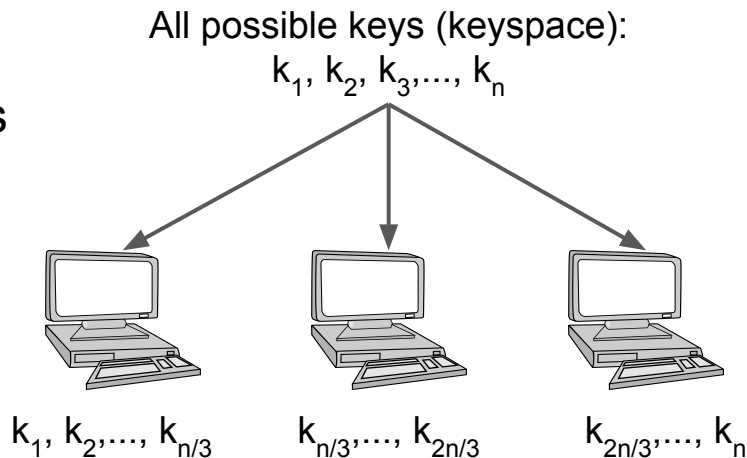 All possible keys (keyspace):
k₁, k₂, k₃,..., kₙ
s
k₁, k₂,..., kₙ/₃
kₙ/₃,..., k₂ₙ/₃
k₂ₙ/₃,..., kₙ